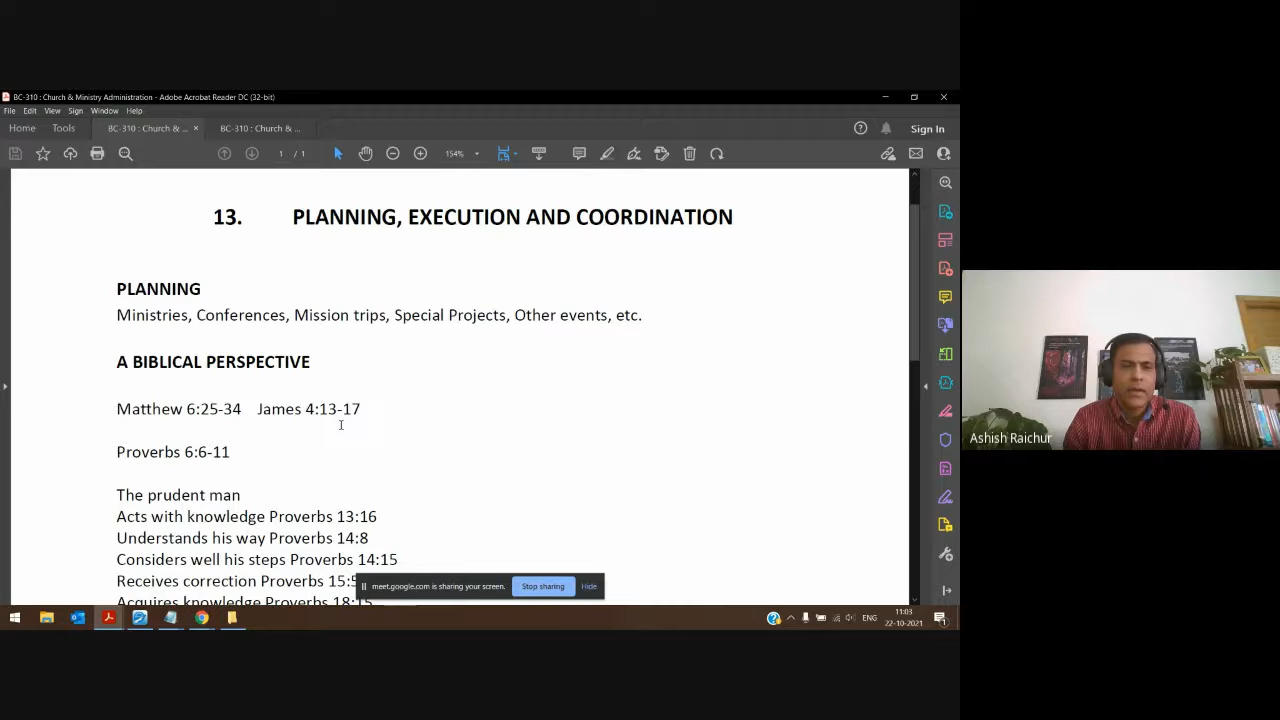 BC-310 : Church & Ministry Administration - Adobe Acrobat Reader DC (32-bit)
File Edit View Sign Window Help
Home Tools BC-310 : Church & ... × BC-310 : Church & ... Sign In
1 / 1 154%
13. PLANNING, EXECUTION AND COORDINATION
PLANNING
Ministries, Conferences, Mission trips, Special Projects, Other events, etc.
A BIBLICAL PERSPECTIVE
Matthew 6:25-34 James 4:13-17
Proverbs 6:6-11
The prudent man
Acts with knowledge Proverbs 13:16
Understands his way Proverbs 14:8
Considers well his steps Proverbs 14:15
Receives correction Proverbs 15:5
Acquires knowledge Proverbs 18:15
meet.google.com is sharing your screen. Stop sharing Hide
Ashish Raichur
ENG
11:03
22-10-2021